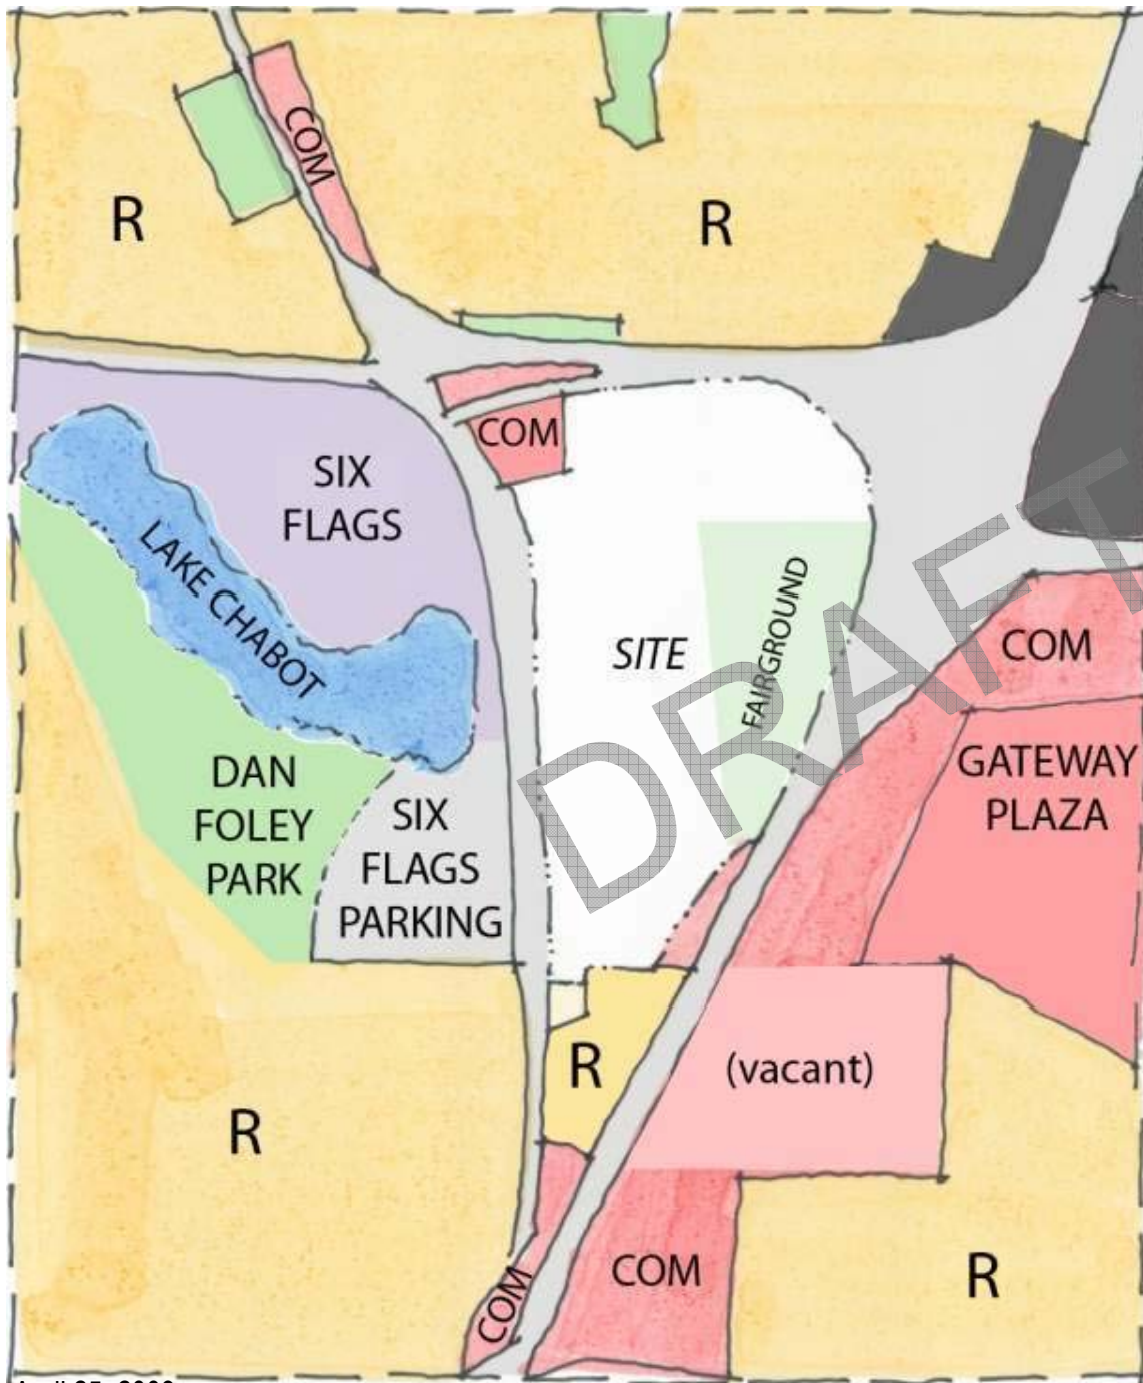 COM
R
R
COM
SIX
FLAGS
LAKE CHABOT
SITE
FAIRGROUND
DRAFT
COM
GATEWAY
PLAZA
DAN
FOLEY
PARK
SIX
FLAGS
PARKING
R
(vacant)
R
COM
COM
R